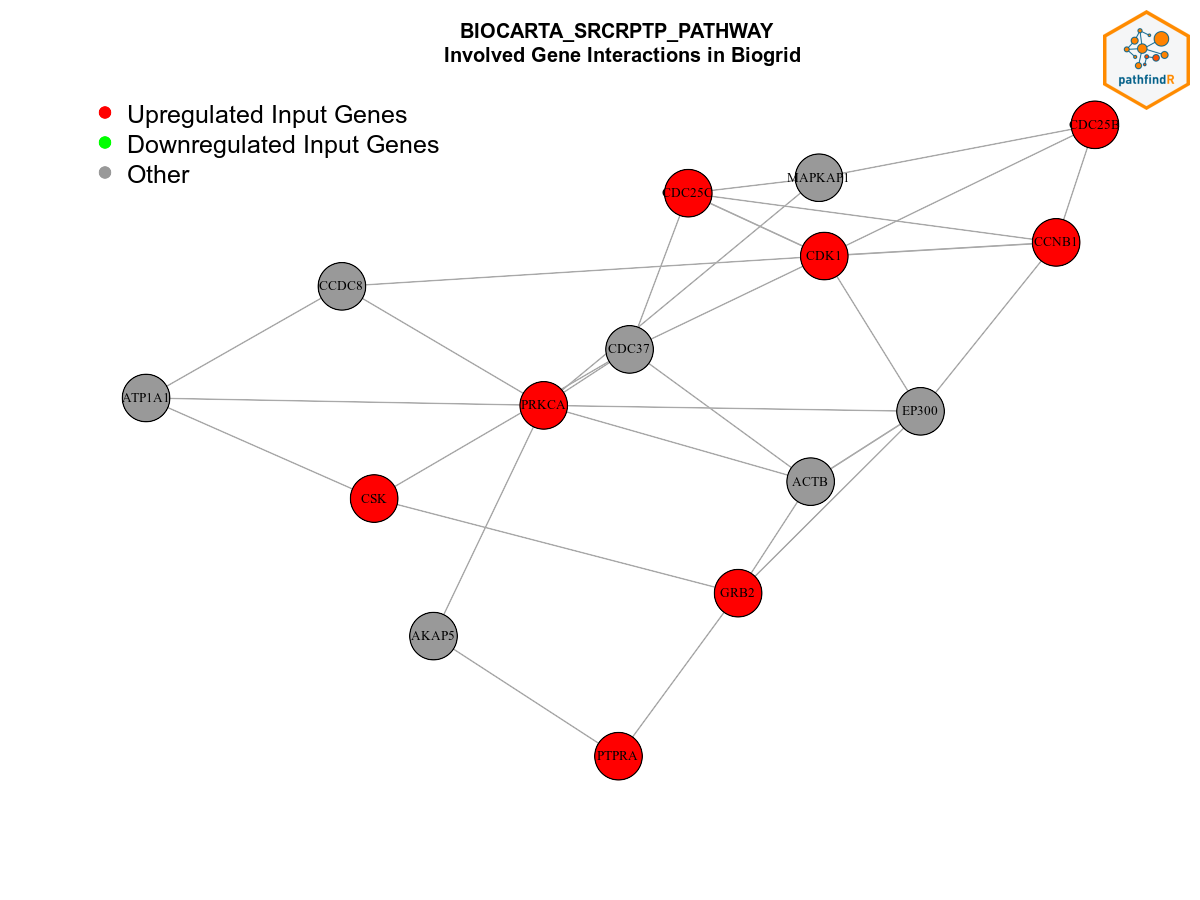 BIOCARTA_SRCRPTP_PATHWAY
Involved Gene Interactions in Biogrid
pathfindR
Upregulated Input Genes
Downregulated Input Genes
Other
CDC25B
MAPKAP1
CDC25C
CCNB1
CDK1
CCDC8
CDC37
ATP1A1
PRKCA
EP300
ACTB
CSK
GRB2
AKAP5
PTPRA